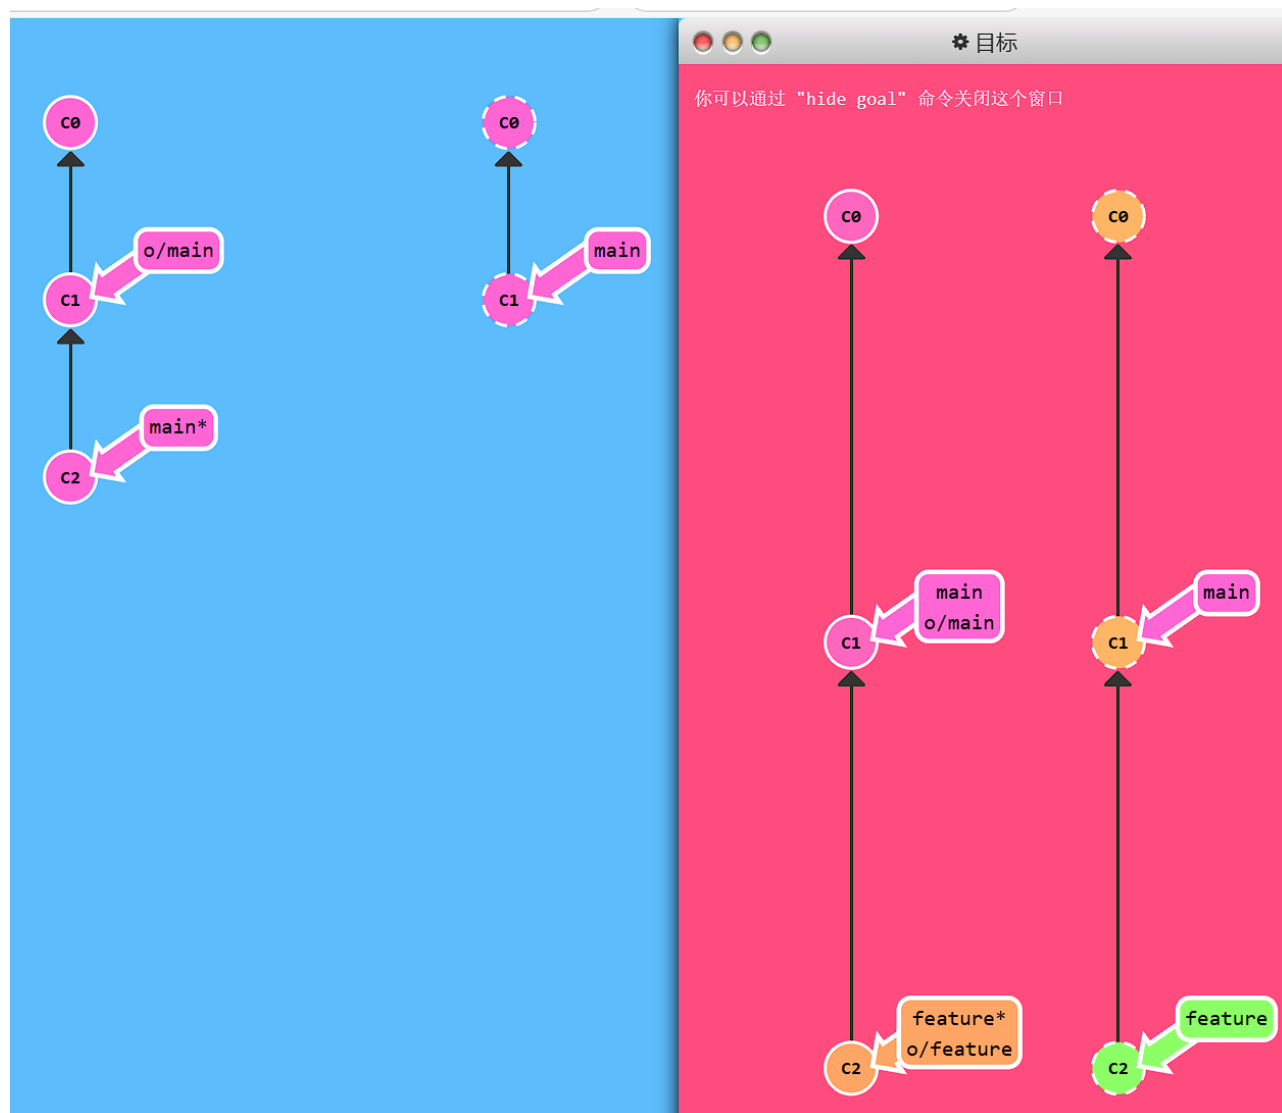 C0
C0
o/main
main
C1
C1
main*
C2
目标
你可以通过 "hide goal" 命令关闭这个窗口
C0
C0
main
o/main
main
C1
C1
feature*
o/feature
feature
C2
C2